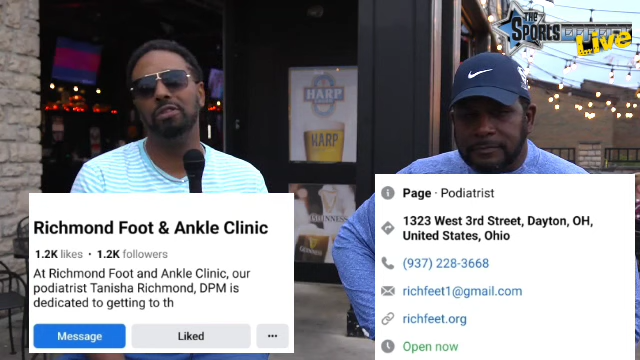 THE
SPORTS
Live
HARP
HARP
GUINNESS
Richmond Foot & Ankle Clinic
1.2K likes • 1.2K followers
At Richmond Foot and Ankle Clinic, our
podiatrist Tanisha Richmond, DPM is
dedicated to getting to th
Message
Liked
•••
Page · Podiatrist
1323 West 3rd Street, Dayton, OH,
United States, Ohio
(937) 228-3668
richfeet1@gmail.com
richfeet.org
Open now